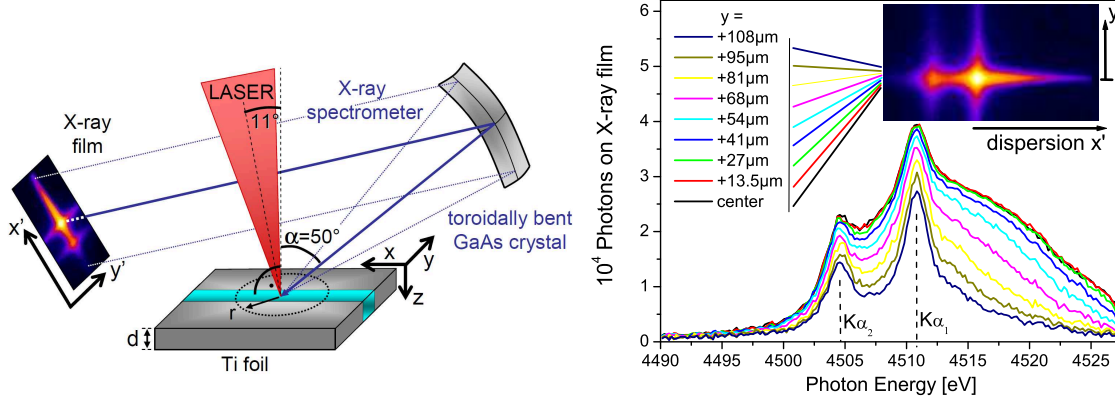 LASER
11°
X-ray
spectrometer
X-ray
film
x'
y'
toroidally bent
GaAs crystal
α=50°
x
y
z
r
d
Ti foil
10⁴ Photons on X-ray film
6
5
4
3
2
1
0
y =
+108µm
+95µm
+81µm
+68µm
+54µm
+41µm
+27µm
+13.5µm
center
y
dispersion x'
Kα₂
Kα₁
4490 4495 4500 4505 4510 4515 4520 4525
Photon Energy [eV]